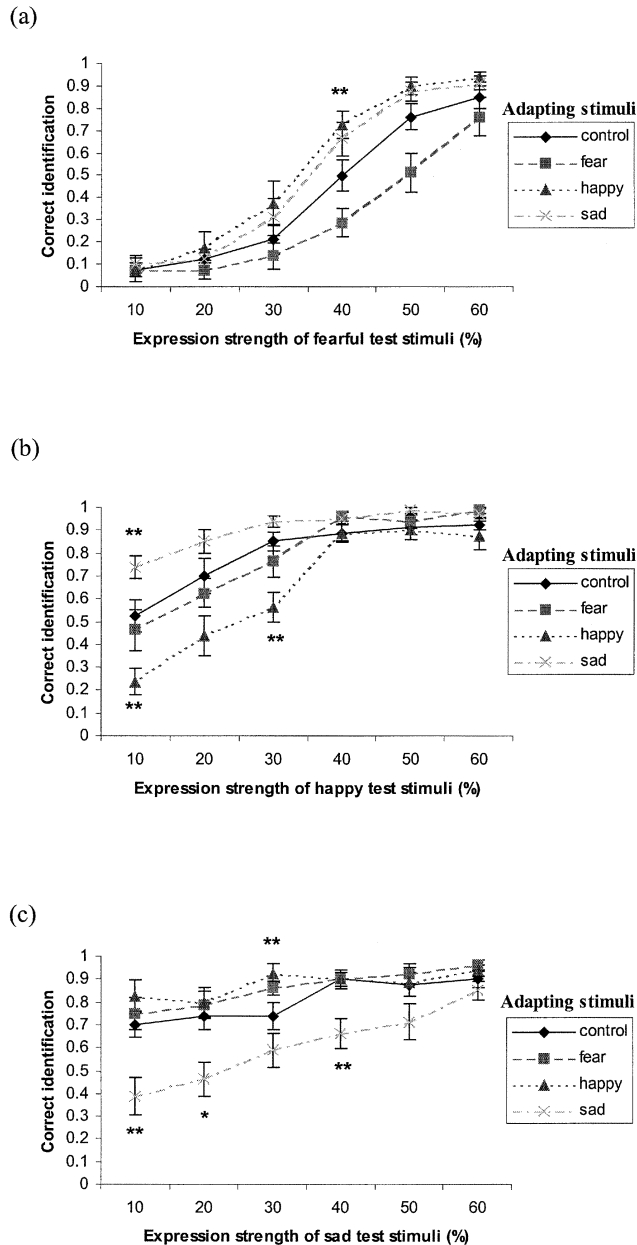 (a)
1
0.9
0.8
0.7
0.6
0.5
0.4
0.3
0.2
0.1
0
Correct identification
**
10 20 30 40 50 60
Expression strength of fearful test stimuli (%)
Adapting stimuli
control
fear
happy
sad
(b)
1
0.9
0.8
0.7
0.6
0.5
0.4
0.3
0.2
0.1
0
Correct identification
**
**
**
10 20 30 40 50 60
Expression strength of happy test stimuli (%)
Adapting stimuli
control
fear
happy
sad
(c)
1
0.9
0.8
0.7
0.6
0.5
0.4
0.3
0.2
0.1
0
Correct identification
**
**
*
**
10 20 30 40 50 60
Expression strength of sad test stimuli (%)
Adapting stimuli
control
fear
happy
sad